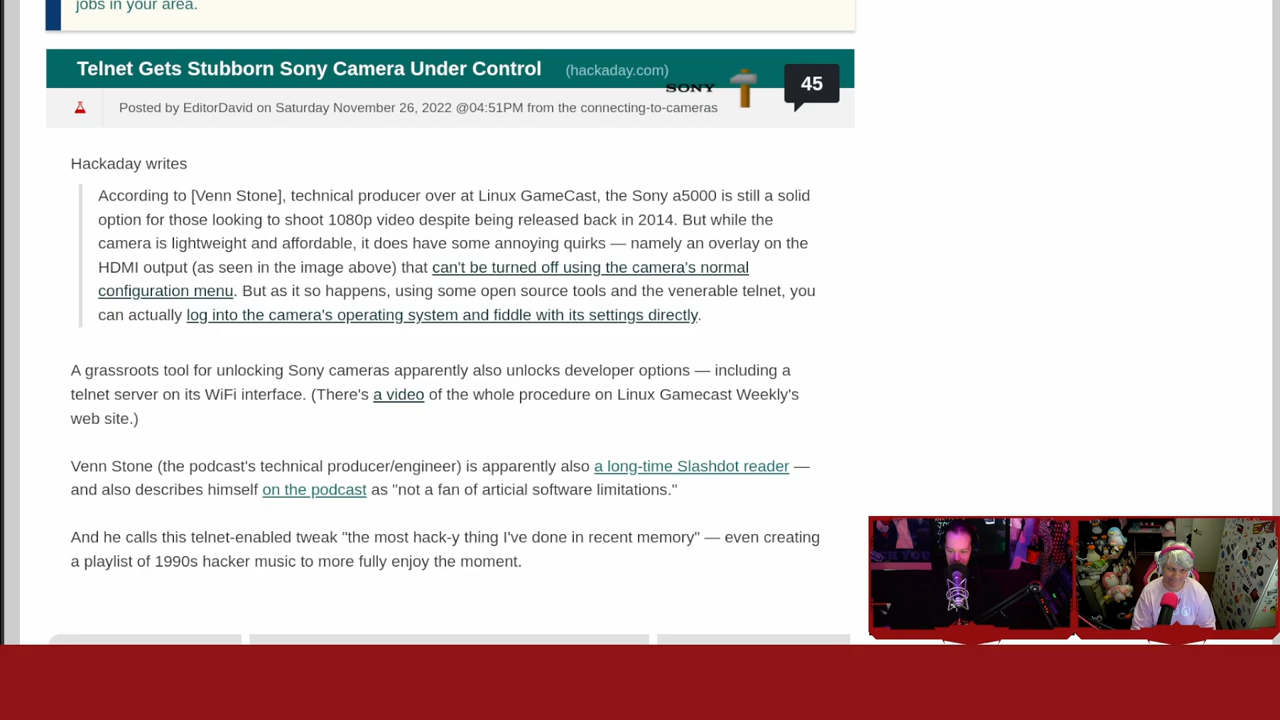 jobs in your area.
Telnet Gets Stubborn Sony Camera Under Control (hackaday.com)
SONY
45
Posted by EditorDavid on Saturday November 26, 2022 @04:51PM from the connecting-to-cameras
Hackaday writes
According to [Venn Stone], technical producer over at Linux GameCast, the Sony a5000 is still a solid
option for those looking to shoot 1080p video despite being released back in 2014. But while the
camera is lightweight and affordable, it does have some annoying quirks — namely an overlay on the
HDMI output (as seen in the image above) that can't be turned off using the camera's normal
configuration menu. But as it so happens, using some open source tools and the venerable telnet, you
can actually log into the camera's operating system and fiddle with its settings directly.
A grassroots tool for unlocking Sony cameras apparently also unlocks developer options — including a
telnet server on its WiFi interface. (There's a video of the whole procedure on Linux Gamecast Weekly's
web site.)
Venn Stone (the podcast's technical producer/engineer) is apparently also a long-time Slashdot reader —
and also describes himself on the podcast as "not a fan of articial software limitations."
And he calls this telnet-enabled tweak "the most hack-y thing I've done in recent memory" — even creating
a playlist of 1990s hacker music to more fully enjoy the moment.